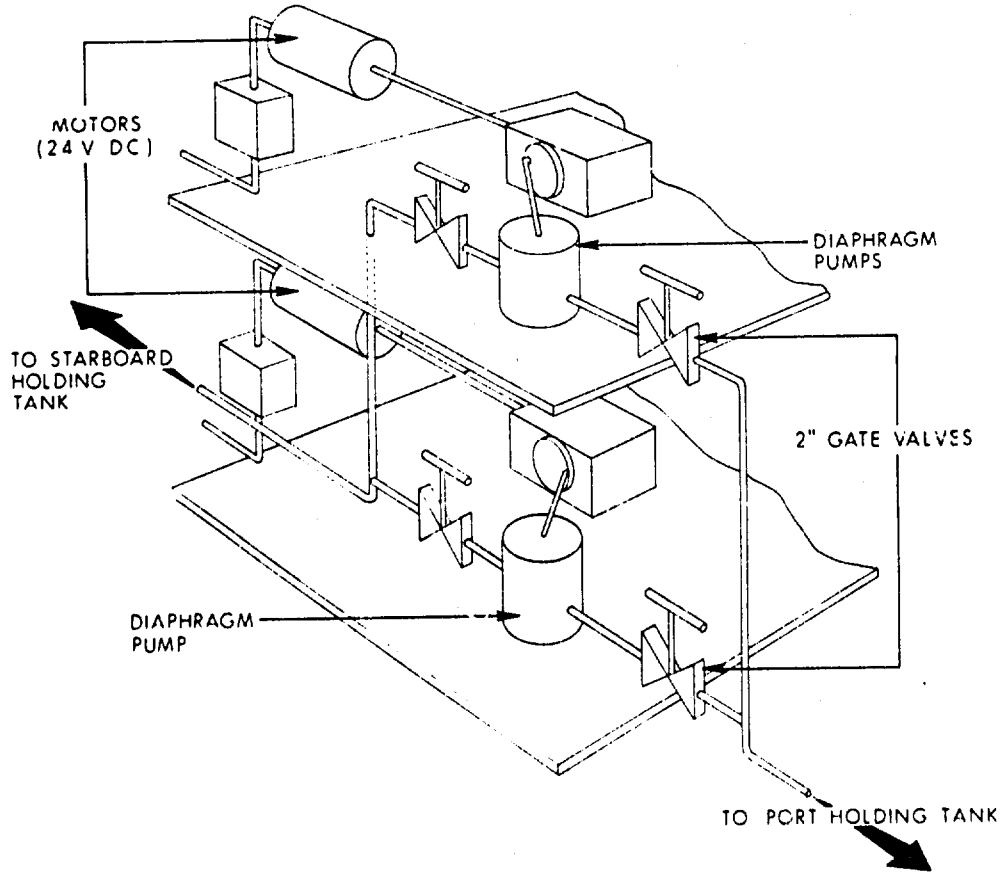 MOTORS
(24 V DC)
DIAPHRAGM
PUMPS
TO STARBOARD
HOLDING
TANK
2" GATE VALVES
DIAPHRAGM
PUMP
TO PORT HOLDING TANK